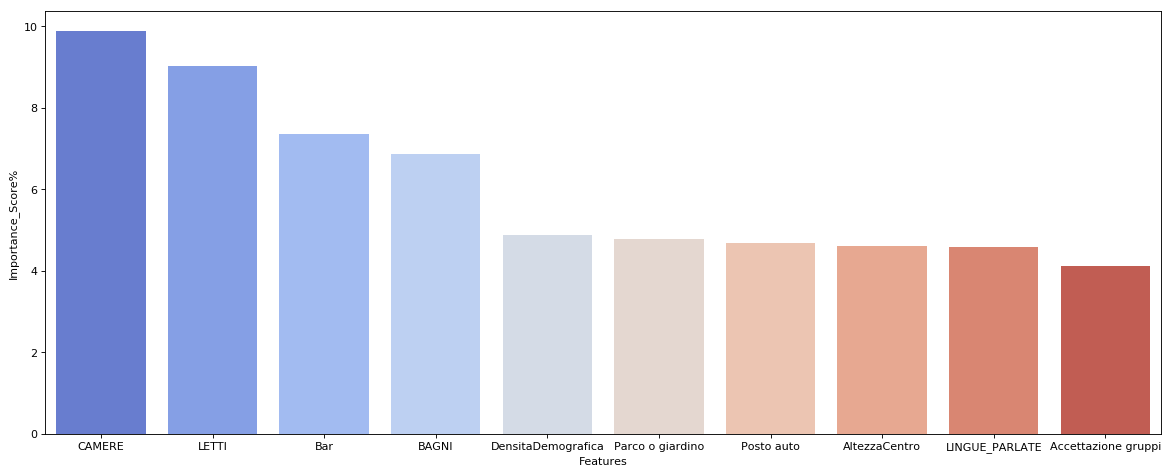 Importance_Score%
10
8
6
4
2
0
CAMERE LETTI Bar BAGNI DensitaDemografica Parco o giardino Posto auto AltezzaCentro LINGUE_PARLATE Accettazione gruppi
Features